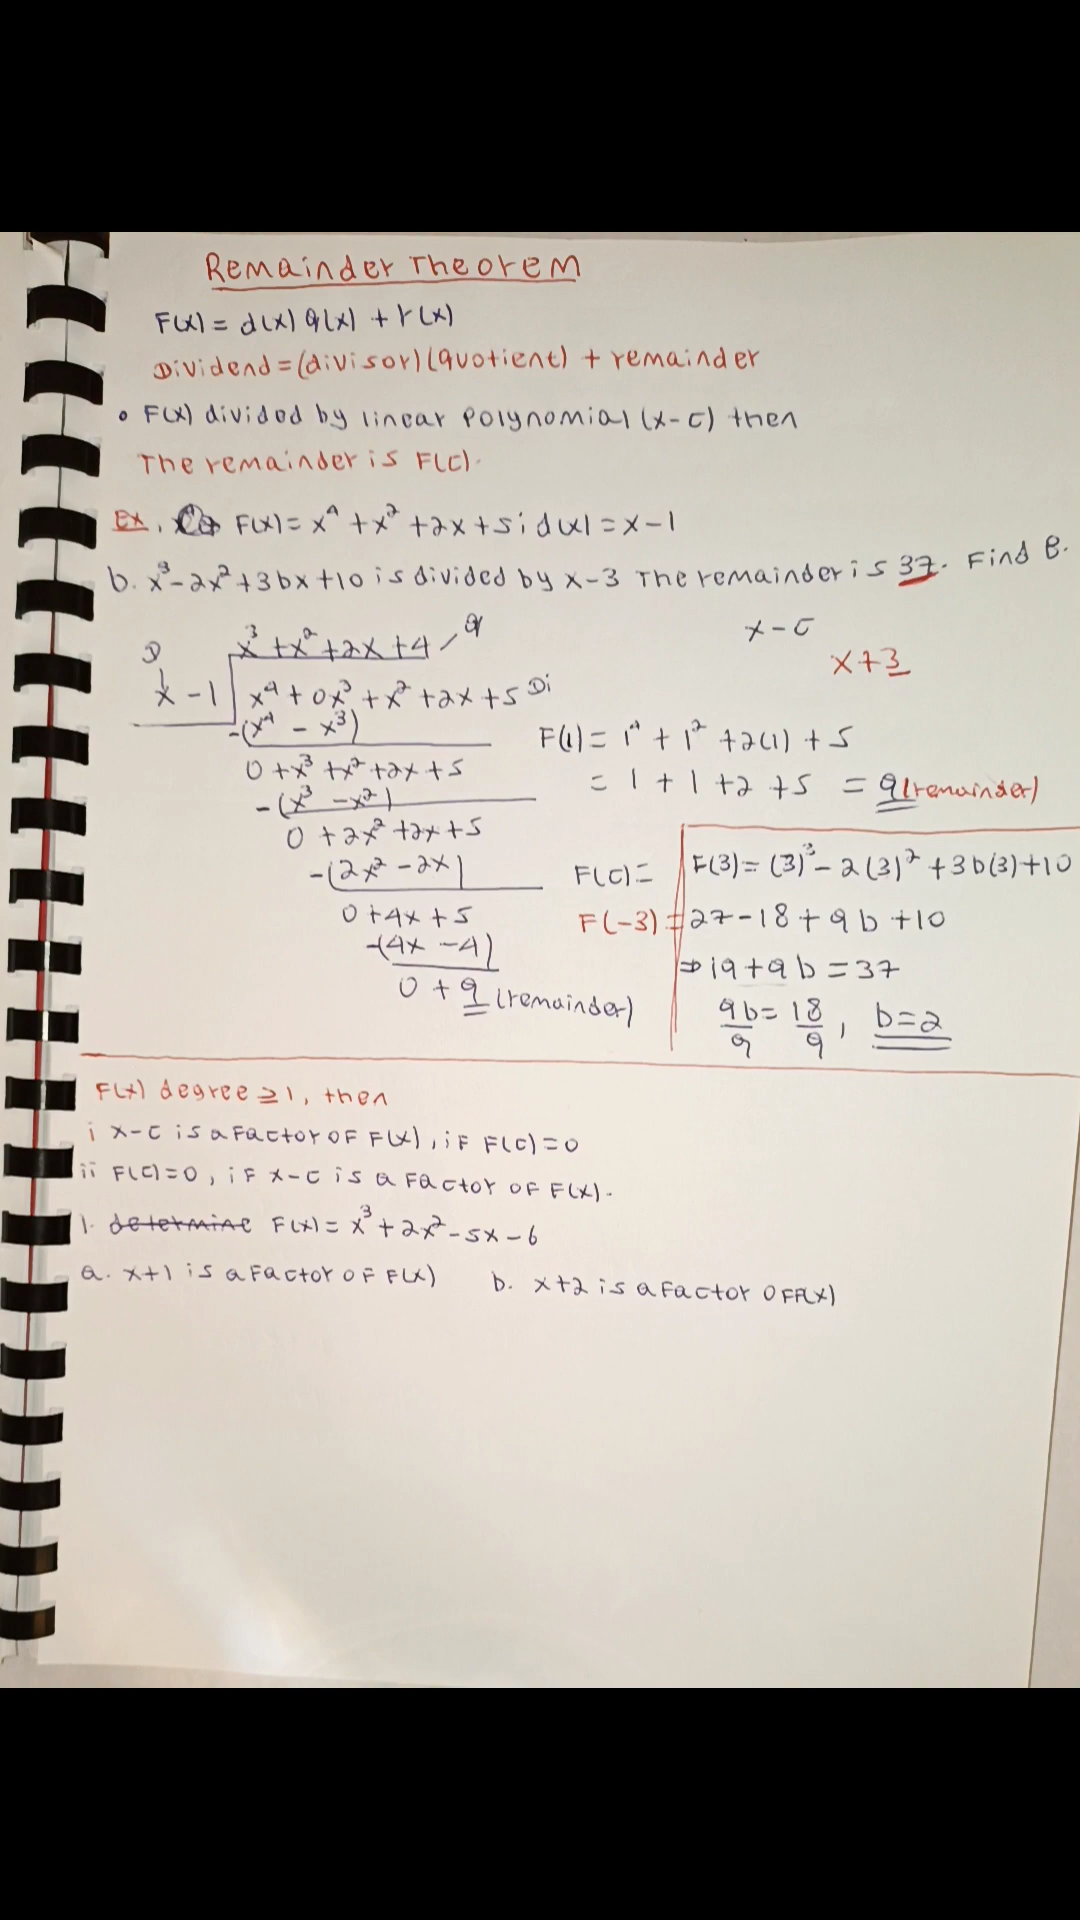 Remainder Theorem
F(x) = d(x) q(x) + r(x)
Dividend = (divisor) (quotient) + remainder
• F(x) divided by linear polynomial (x-c) then
The remainder is F(c).
Ex. F(x) = x⁴ + x² + 2x + 5 ; d(x) = x - 1
b. x³ - 2x² + 3bx + 10 is divided by x-3 The remainder is 37. Find B.
x - c
x + 3
x³ + x² + 2x + 4 Q
D
x - 1 x⁴ + 0x³ + x² + 2x + 5 Di
-(x⁴ - x³)
0 + x³ + x² + 2x + 5
-(x³ - x²)
0 + 2x² + 2x + 5
-(2x² - 2x)
0 + 4x + 5
-(4x - 4)
0 + 9 (remainder)
F(1) = 1⁴ + 1² + 2(1) + 5
= 1 + 1 + 2 + 5 = 9 (remainder)
F(c) = F(3) = (3)³ - 2(3)² + 3b(3) + 10
F(-3) = 27 - 18 + 9b + 10
⇒ 19 + 9b = 37
9b/9 = 18/9 , b = 2
F(x) degree ≥ 1, then
i x-c is a factor of F(x), if F(c) = 0
ii F(c) = 0, if x-c is a factor of F(x).
1. determine F(x) = x³ + 2x² - 5x - 6
a. x+1 is a factor of F(x) b. x+2 is a factor of F(x)